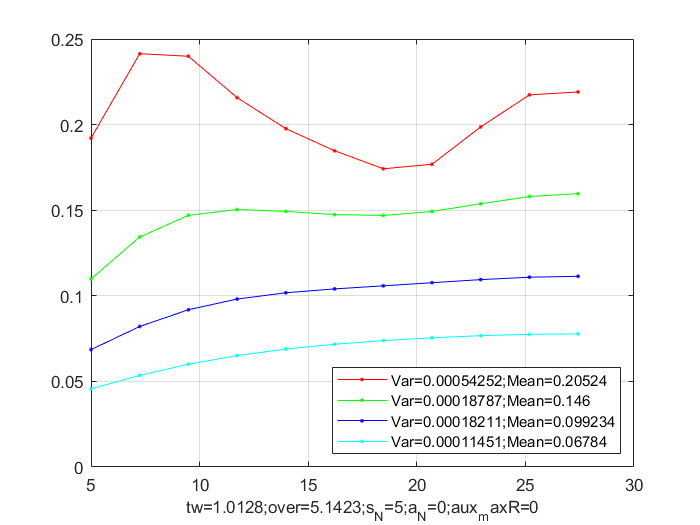 0.25
0.2
0.15
0.1
0.05
0
5
10
15
20
25
30
Var=0.00054252;Mean=0.20524
Var=0.00018787;Mean=0.146
Var=0.00018211;Mean=0.099234
Var=0.00011451;Mean=0.06784
tw=1.0128;over=5.1423;s_N=5;a_N=0;aux_maxR=0